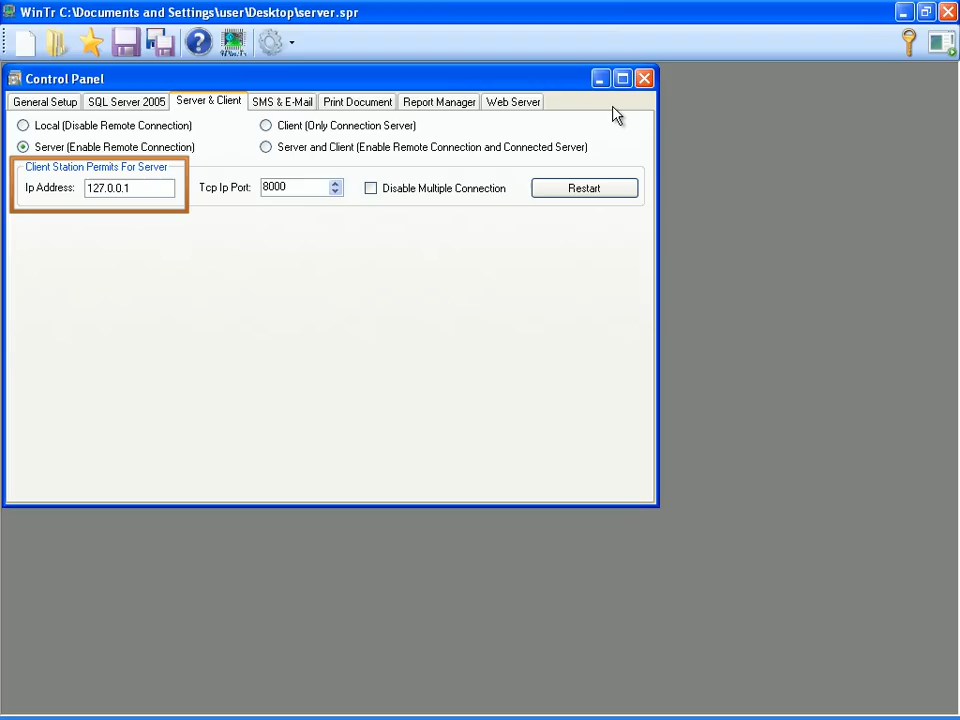 WinTr C:\Documents and Settings\user\Desktop\server.spr
Control Panel
General Setup SQL Server 2005 Server & Client SMS & E-Mail Print Document Report Manager Web Server
Local (Disable Remote Connection) Client (Only Connection Server)
Server (Enable Remote Connection) Server and Client (Enable Remote Connection and Connected Server)
Client Station Permits For Server
Ip Address: 127.0.0.1 Tcp Ip Port: 8000 Disable Multiple Connection Restart